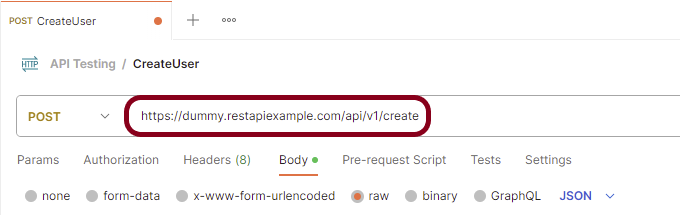 POST CreateUser
HTTP API Testing / CreateUser
POST https://dummy.restapiexample.com/api/v1/create
Params Authorization Headers (8) Body Pre-request Script Tests Settings
none form-data x-www-form-urlencoded raw binary GraphQL JSON